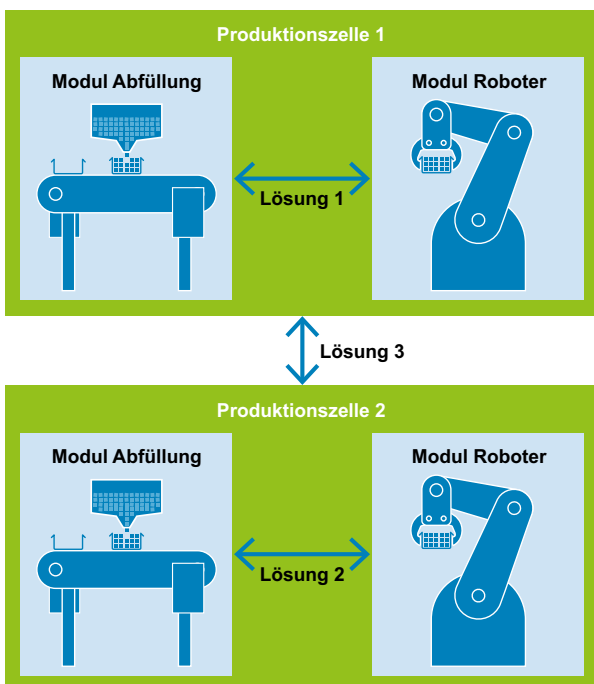 Produktionszelle 1
Modul Abfüllung
Modul Roboter
Lösung 1
Lösung 3
Produktionszelle 2
Modul Abfüllung
Modul Roboter
Lösung 2